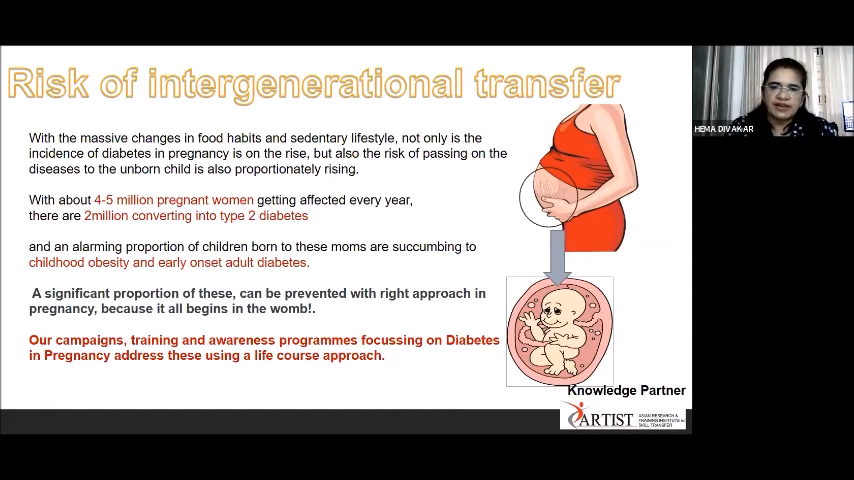 Risk of intergenerational transfer
HEMA DIVAKAR
With the massive changes in food habits and sedentary lifestyle, not only is the
incidence of diabetes in pregnancy is on the rise, but also the risk of passing on the
diseases to the unborn child is also proportionately rising.
With about 4-5 million pregnant women getting affected every year,
there are 2million converting into type 2 diabetes
and an alarming proportion of children born to these moms are succumbing to
childhood obesity and early onset adult diabetes.
A significant proportion of these, can be prevented with right approach in
pregnancy, because it all begins in the womb!.
Our campaigns, training and awareness programmes focussing on Diabetes
in Pregnancy address these using a life course approach.
Knowledge Partner
ARTIST
ASIAN RESEARCH &
TRAINING INSTITUTE for
SKILL TRANSFER